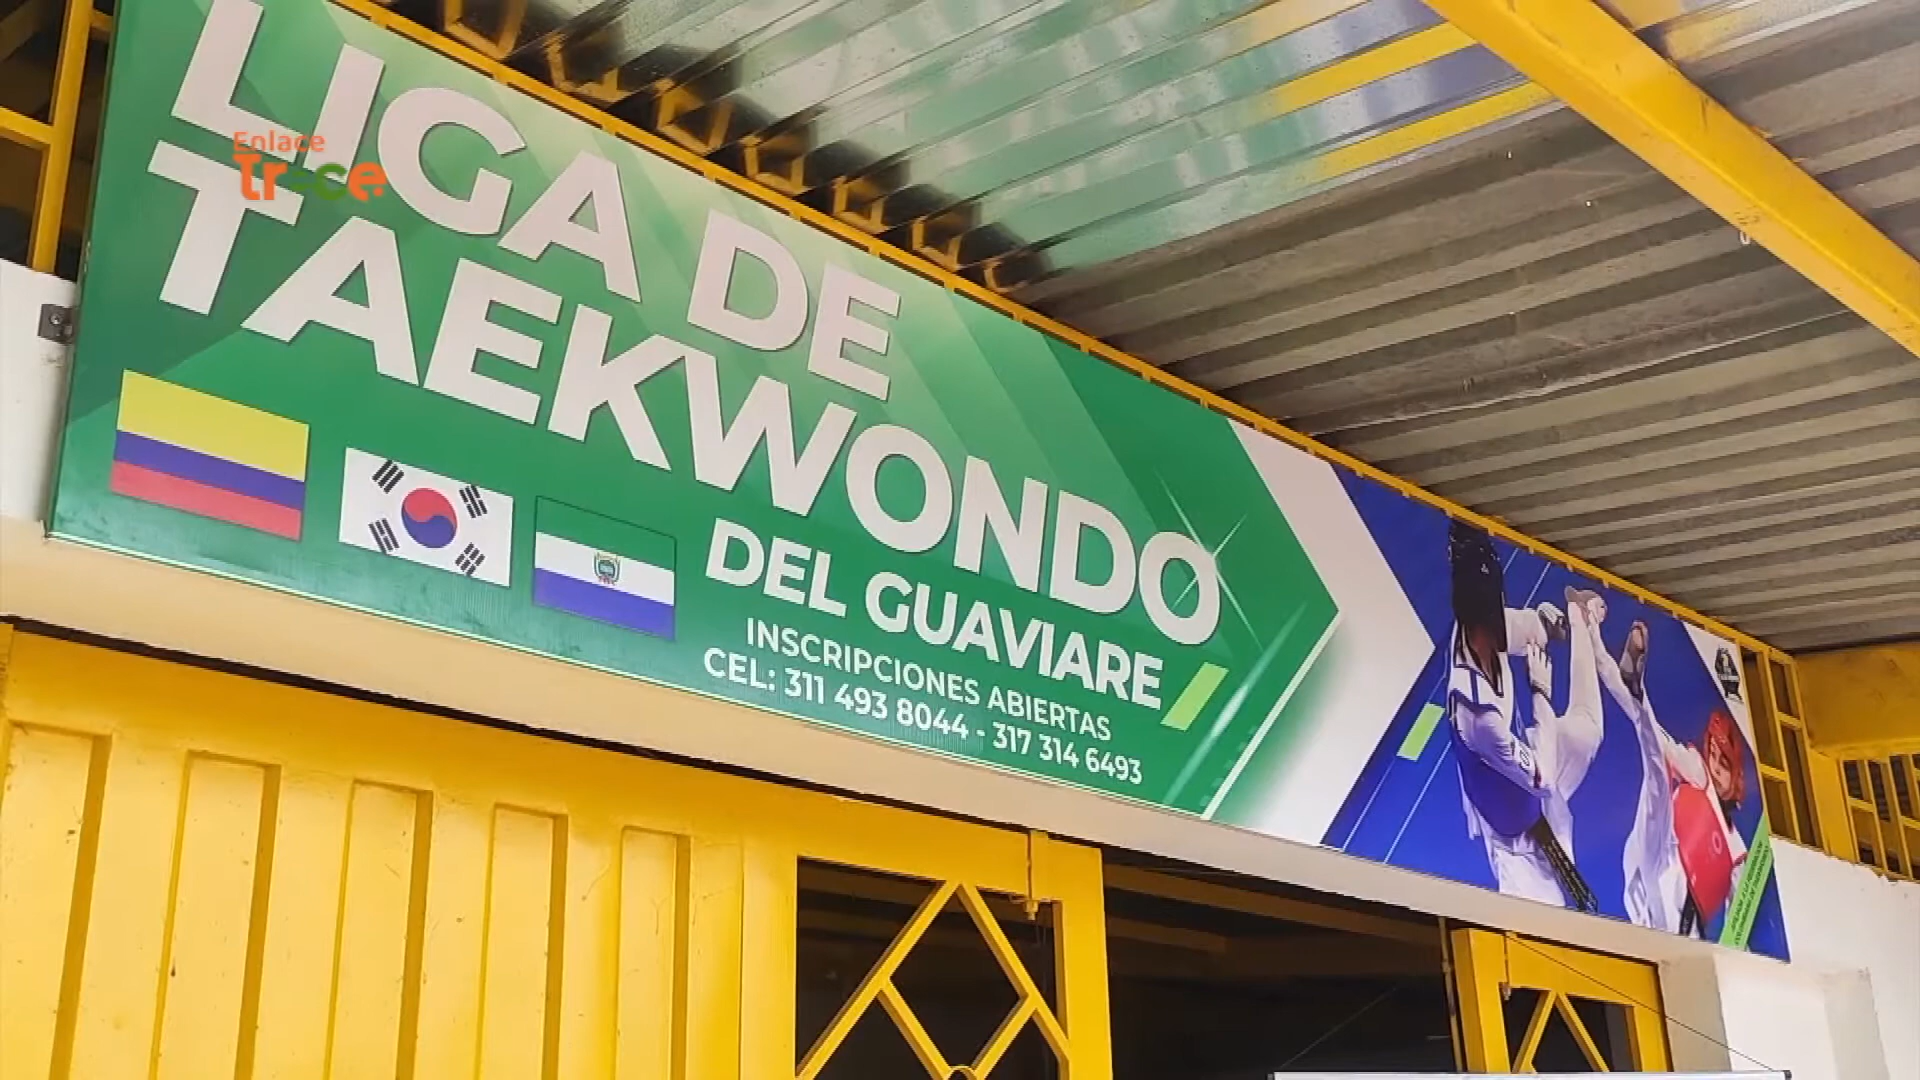 Enlace
trece
LIGA DE
TAEKWONDO
DEL GUAVIARE
INSCRIPCIONES ABIERTAS
CEL: 311 493 8044 - 317 314 6493